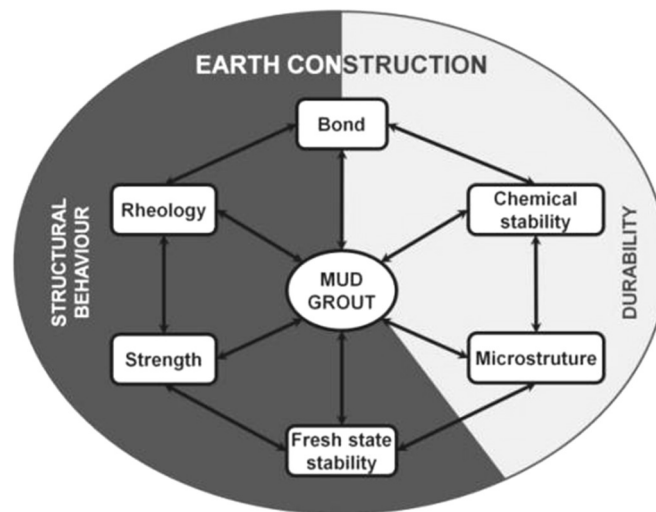 EARTH CONSTRUCTION
Bond
Rheology
Chemical
stability
STRUCTURAL
BEHAVIOUR
DURABILITY
MUD
GROUT
Strength
Microstruture
Fresh state
stability